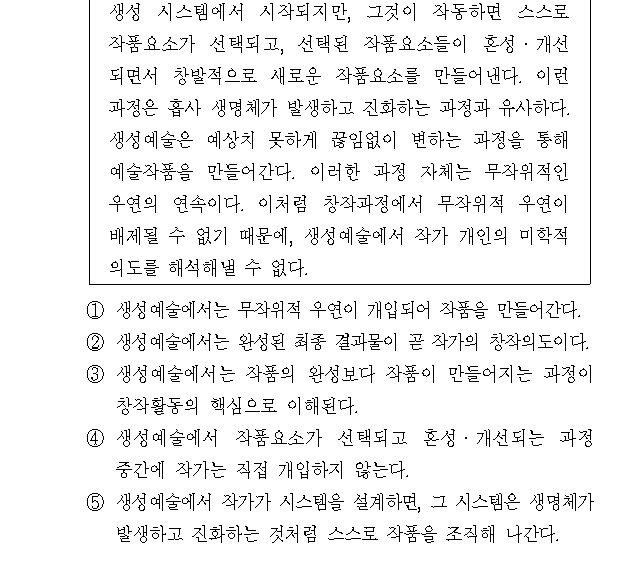 생성 시스템에서 시작되지만, 그것이 작동하면 스스로
작품요소가 선택되고, 선택된 작품요소들이 혼성ㆍ개선
되면서 창발적으로 새로운 작품요소를 만들어낸다. 이런
과정은 흡사 생명체가 발생하고 진화하는 과정과 유사하다.
생성예술은 예상치 못하게 끊임없이 변하는 과정을 통해
예술작품을 만들어간다. 이러한 과정 자체는 무작위적인
우연의 연속이다. 이처럼 창작과정에서 무작위적 우연이
배제될 수 없기 때문에, 생성예술에서 작가 개인의 미학적
의도를 해석해낼 수 없다.
① 생성예술에서는 무작위적 우연이 개입되어 작품을 만들어간다.
② 생성예술에서는 완성된 최종 결과물이 곧 작가의 창작의도이다.
③ 생성예술에서는 작품의 완성보다 작품이 만들어지는 과정이
창작활동의 핵심으로 이해된다.
④ 생성예술에서 작품요소가 선택되고 혼성ㆍ개선되는 과정
중간에 작가는 직접 개입하지 않는다.
⑤ 생성예술에서 작가가 시스템을 설계하면, 그 시스템은 생명체가
발생하고 진화하는 것처럼 스스로 작품을 조직해 나간다.